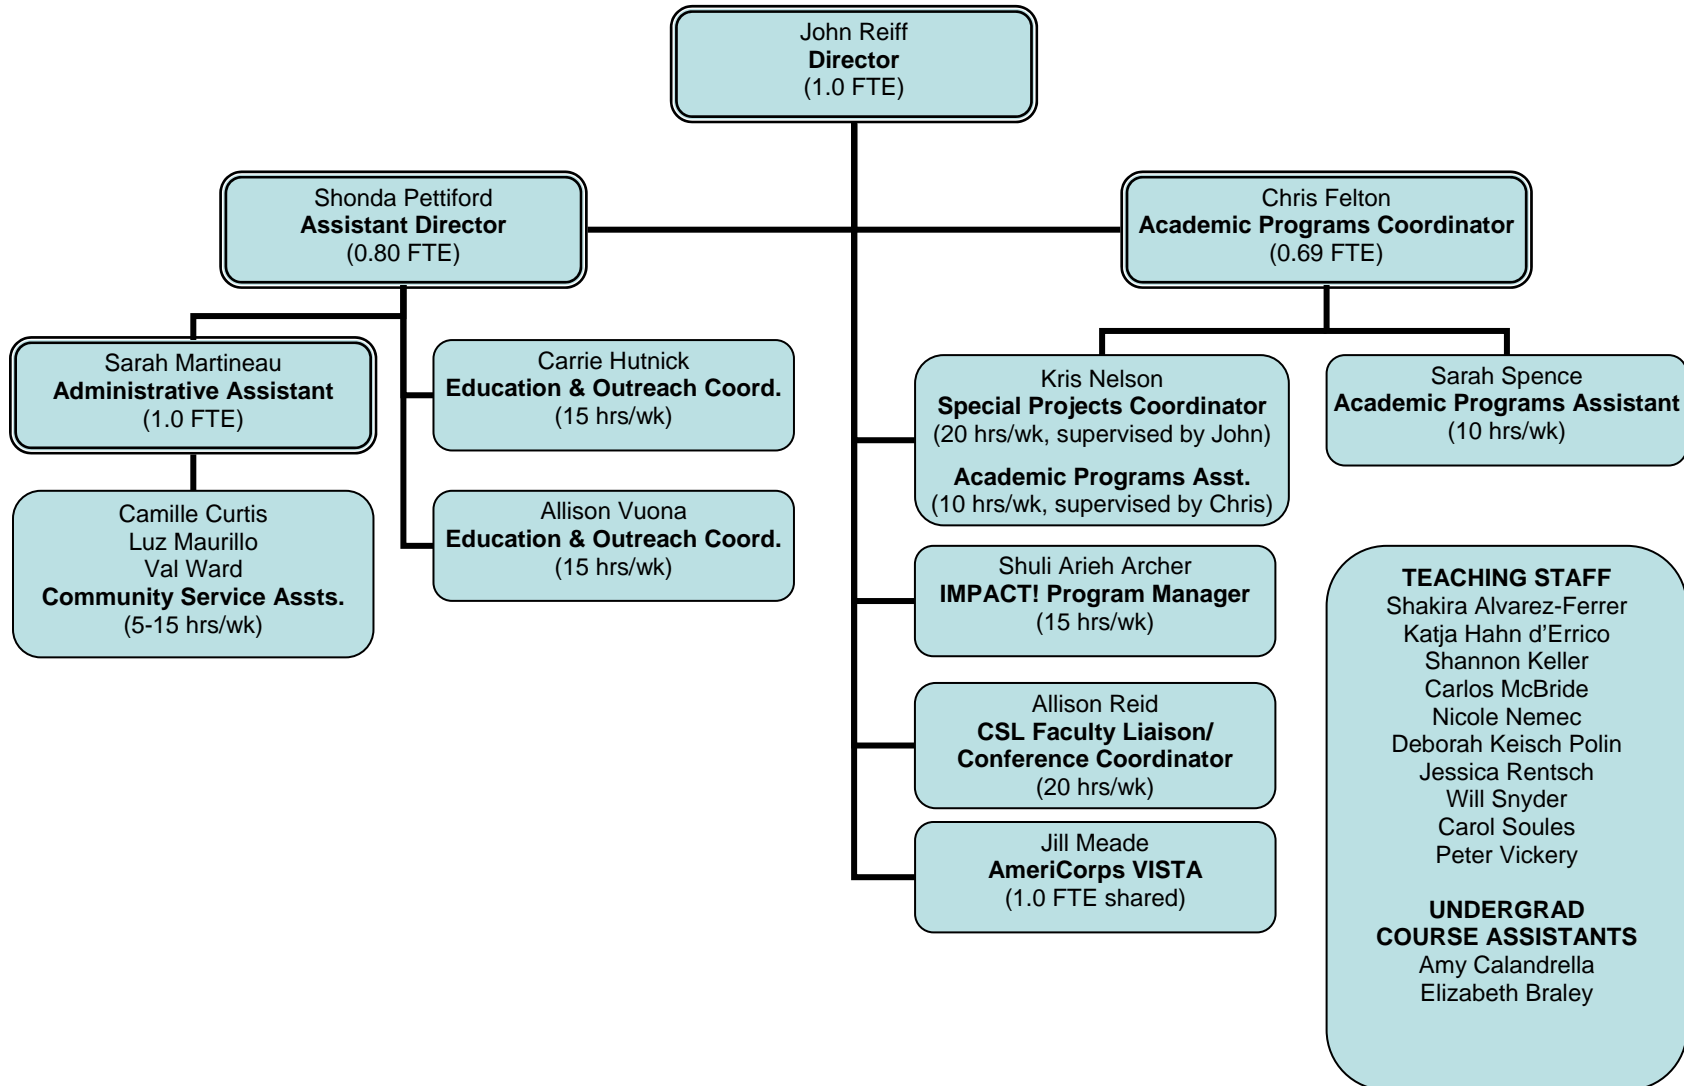 John Reiff
Director
(1.0 FTE)
Shonda Pettiford
Assistant Director
(0.80 FTE)
Chris Felton
Academic Programs Coordinator
(0.69 FTE)
Sarah Martineau
Administrative Assistant
(1.0 FTE)
Carrie Hutnick
Education & Outreach Coord.
(15 hrs/wk)
Kris Nelson
Special Projects Coordinator
(20 hrs/wk, supervised by John)
Academic Programs Asst.
(10 hrs/wk, supervised by Chris)
Sarah Spence
Academic Programs Assistant
(10 hrs/wk)
Camille Curtis
Luz Maurillo
Val Ward
Community Service Assts.
(5-15 hrs/wk)
Allison Vuona
Education & Outreach Coord.
(15 hrs/wk)
Shuli Arieh Archer
IMPACT! Program Manager
(15 hrs/wk)
Allison Reid
CSL Faculty Liaison/
Conference Coordinator
(20 hrs/wk)
Jill Meade
AmeriCorps VISTA
(1.0 FTE shared)
TEACHING STAFF
Shakira Alvarez-Ferrer
Katja Hahn d'Errico
Shannon Keller
Carlos McBride
Nicole Nemec
Deborah Keisch Polin
Jessica Rentsch
Will Snyder
Carol Soules
Peter Vickery
UNDERGRAD
COURSE ASSISTANTS
Amy Calandrella
Elizabeth Braley